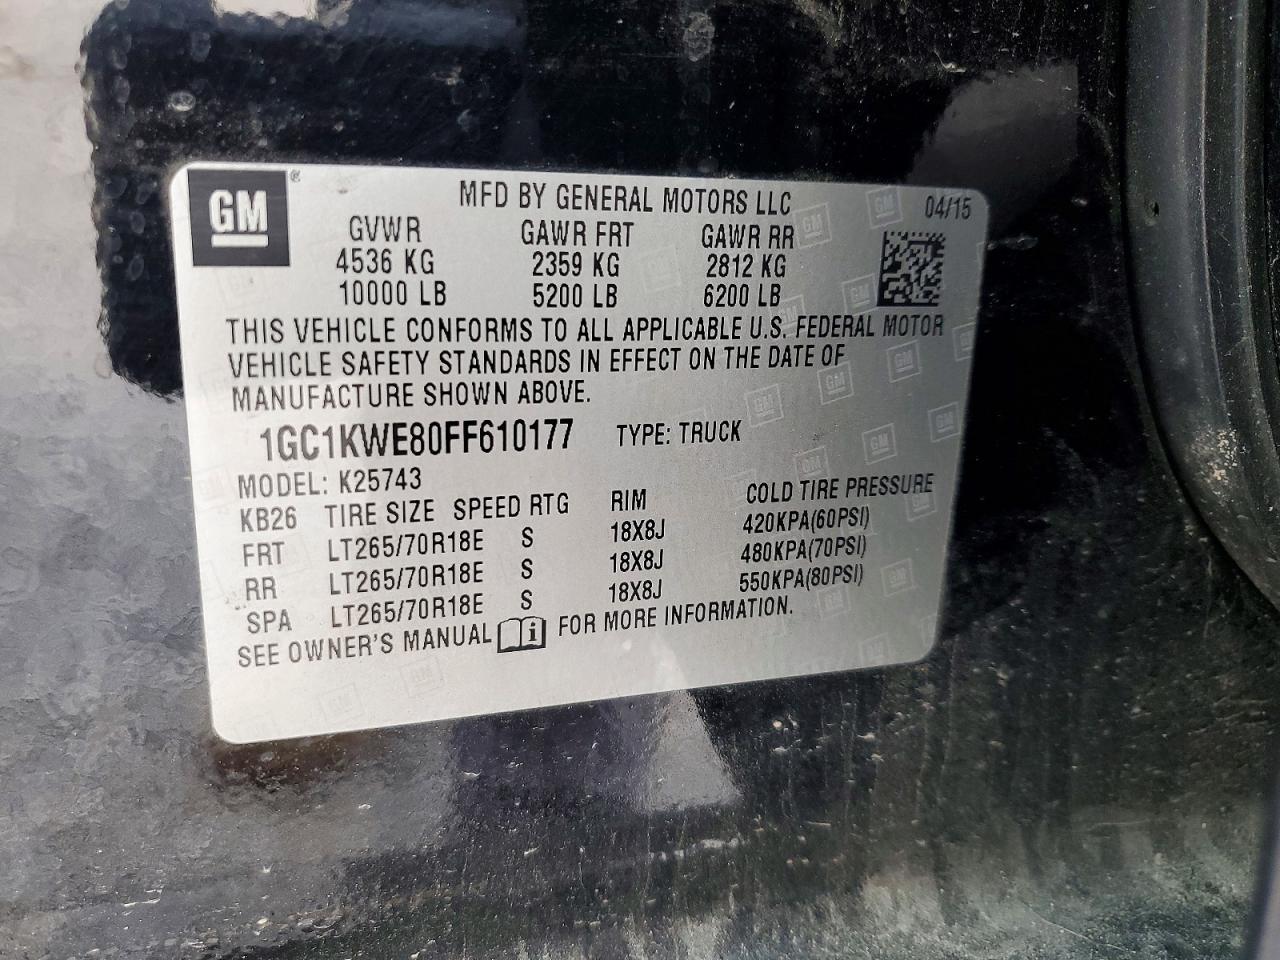 GM® MFD BY GENERAL MOTORS LLC 04/15
GVWR GAWR FRT GAWR RR
4536 KG 2359 KG 2812 KG
10000 LB 5200 LB 6200 LB
THIS VEHICLE CONFORMS TO ALL APPLICABLE U.S. FEDERAL MOTOR
VEHICLE SAFETY STANDARDS IN EFFECT ON THE DATE OF
MANUFACTURE SHOWN ABOVE.
1GC1KWE80FF610177 TYPE: TRUCK
MODEL: K25743
KB26 TIRE SIZE SPEED RTG RIM COLD TIRE PRESSURE
FRT LT265/70R18E S 18X8J 420KPA(60PSI)
RR LT265/70R18E S 18X8J 480KPA(70PSI)
SPA LT265/70R18E S 18X8J 550KPA(80PSI)
SEE OWNER'S MANUAL i FOR MORE INFORMATION.